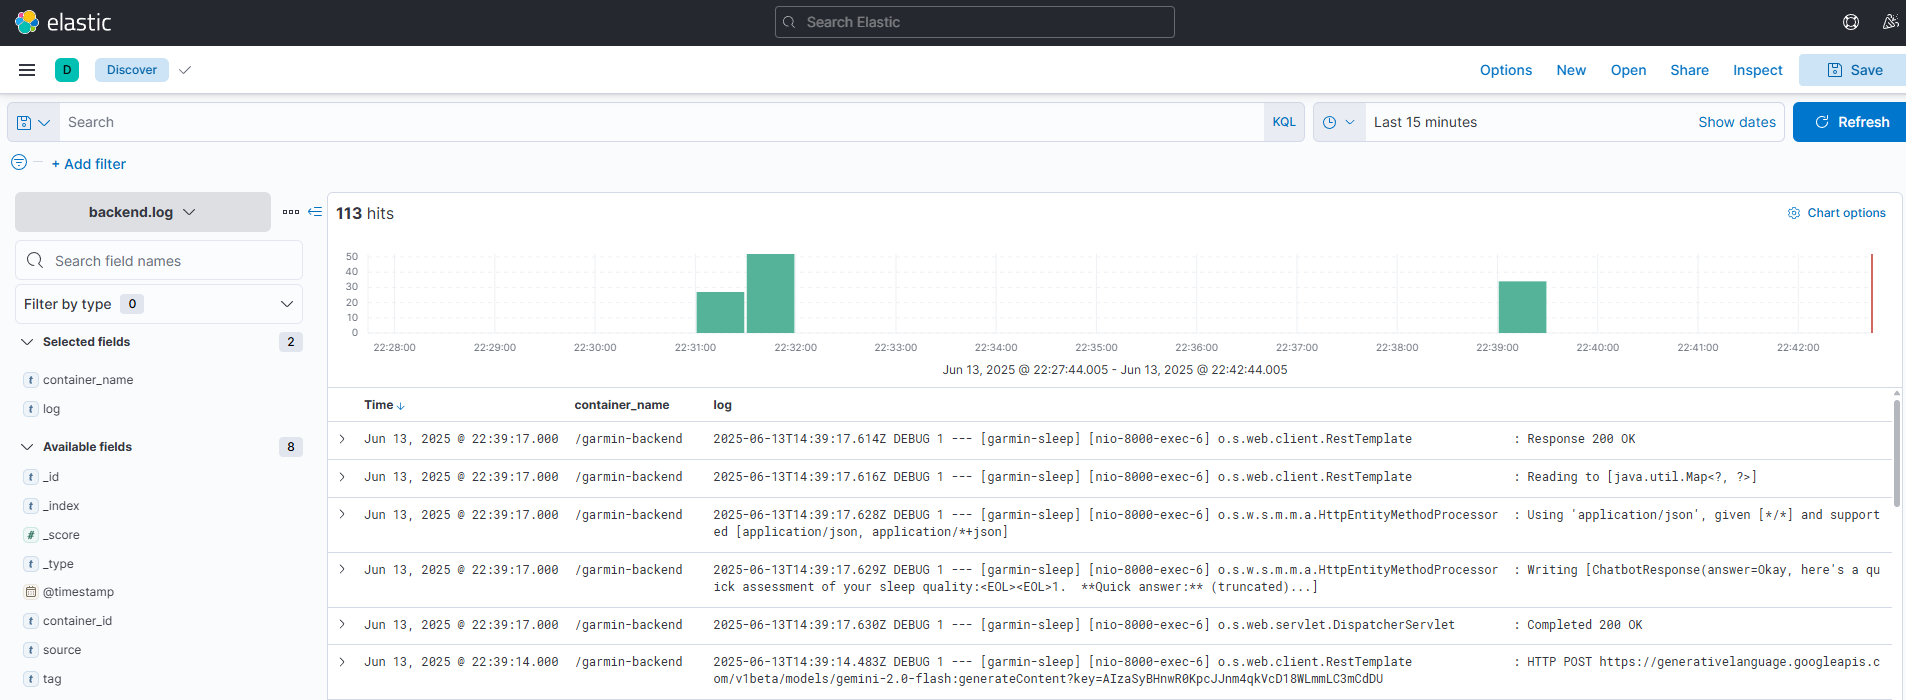 elastic
Search Elastic
D
Discover
Options
New
Open
Share
Inspect
Save
Search
KQL
Last 15 minutes
Show dates
Refresh
+ Add filter
backend.log
113 hits
Chart options
Search field names
Filter by type 0
Selected fields 2
t container_name
t log
Available fields 8
t _id
t _index
# _score
t _type
@timestamp
t container_id
t source
t tag
50
40
30
20
10
0
22:28:00 22:29:00 22:30:00 22:31:00 22:32:00 22:33:00 22:34:00 22:35:00 22:36:00 22:37:00 22:38:00 22:39:00 22:40:00 22:41:00 22:42:00
Jun 13, 2025 @ 22:27:44.005 - Jun 13, 2025 @ 22:42:44.005
Time container_name log
Jun 13, 2025 @ 22:39:17.000 /garmin-backend 2025-06-13T14:39:17.614Z DEBUG 1 --- [garmin-sleep] [nio-8000-exec-6] o.s.web.client.RestTemplate : Response 200 OK
Jun 13, 2025 @ 22:39:17.000 /garmin-backend 2025-06-13T14:39:17.616Z DEBUG 1 --- [garmin-sleep] [nio-8000-exec-6] o.s.web.client.RestTemplate : Reading to [java.util.Map<?, ?>]
Jun 13, 2025 @ 22:39:17.000 /garmin-backend 2025-06-13T14:39:17.628Z DEBUG 1 --- [garmin-sleep] [nio-8000-exec-6] o.s.w.s.m.m.a.HttpEntityMethodProcessor : Using 'application/json', given [*/*] and support
ed [application/json, application/*+json]
Jun 13, 2025 @ 22:39:17.000 /garmin-backend 2025-06-13T14:39:17.629Z DEBUG 1 --- [garmin-sleep] [nio-8000-exec-6] o.s.w.s.m.m.a.HttpEntityMethodProcessor : Writing [ChatbotResponse(answer=Okay, here's a qu
ick assessment of your sleep quality:<EOL><EOL>1. **Quick answer:** (truncated)...]
Jun 13, 2025 @ 22:39:17.000 /garmin-backend 2025-06-13T14:39:17.630Z DEBUG 1 --- [garmin-sleep] [nio-8000-exec-6] o.s.web.servlet.DispatcherServlet : Completed 200 OK
Jun 13, 2025 @ 22:39:14.000 /garmin-backend 2025-06-13T14:39:14.483Z DEBUG 1 --- [garmin-sleep] [nio-8000-exec-6] o.s.web.client.RestTemplate : HTTP POST https://generativelanguage.googleapis.c
om/v1beta/models/gemini-2.0-flash:generateContent?key=AIzaSyBHnwR0KpcJJnm4qkVcD18WLmmLC3mCdDU